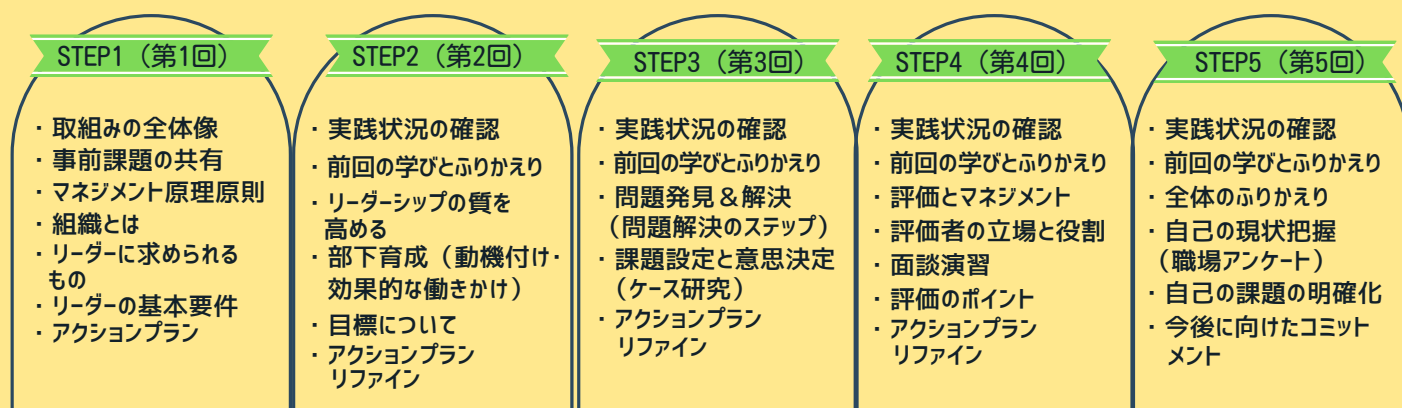 STEP1（第1回）
・取組みの全体像
・事前課題の共有
・マネジメント原理原則
・組織とは
・リーダーに求められる
もの
・リーダーの基本要件
・アクションプラン
STEP2（第2回）
・実践状況の確認
・前回の学びとふりかえり
・リーダーシップの質を
高める
・部下育成（動機付け・
効果的な働きかけ）
・目標について
・アクションプラン
リファイン
STEP3（第3回）
・実践状況の確認
・前回の学びとふりかえり
・問題発見＆解決
（問題解決のステップ）
・課題設定と意思決定
（ケース研究）
・アクションプラン
リファイン
STEP4（第4回）
・実践状況の確認
・前回の学びとふりかえり
・評価とマネジメント
・評価者の立場と役割
・面談演習
・評価のポイント
・アクションプラン
リファイン
STEP5（第5回）
・実践状況の確認
・前回の学びとふりかえり
・全体のふりかえり
・自己の現状把握
（職場アンケート）
・自己の課題の明確化
・今後に向けたコミット
メント